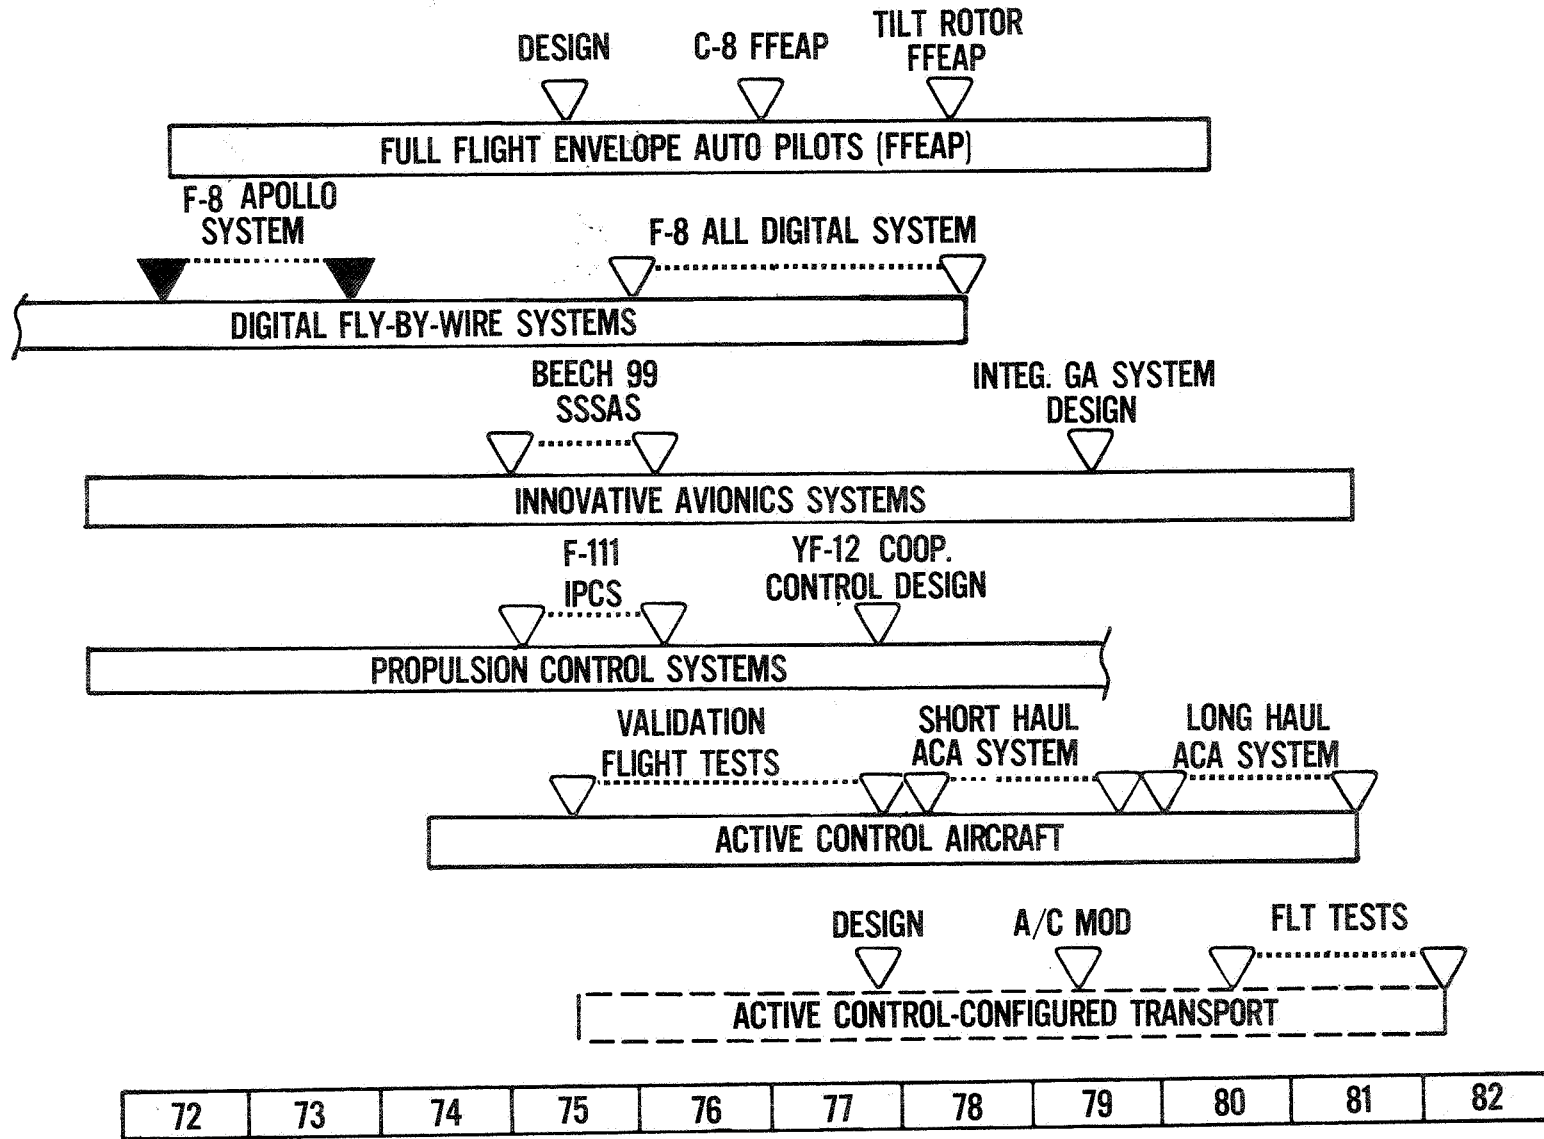 DESIGN
C-8 FFEAP
TILT ROTOR
FFEAP
FULL FLIGHT ENVELOPE AUTO PILOTS (FFEAP)
F-8 APOLLO
SYSTEM
F-8 ALL DIGITAL SYSTEM
DIGITAL FLY-BY-WIRE SYSTEMS
BEECH 99
SSSAS
INTEG. GA SYSTEM
DESIGN
INNOVATIVE AVIONICS SYSTEMS
F-111
IPCS
YF-12 COOP.
CONTROL DESIGN
PROPULSION CONTROL SYSTEMS
VALIDATION
FLIGHT TESTS
SHORT HAUL
ACA SYSTEM
LONG HAUL
ACA SYSTEM
ACTIVE CONTROL AIRCRAFT
DESIGN
A/C MOD
FLT TESTS
ACTIVE CONTROL-CONFIGURED TRANSPORT
72 73 74 75 76 77 78 79 80 81 82